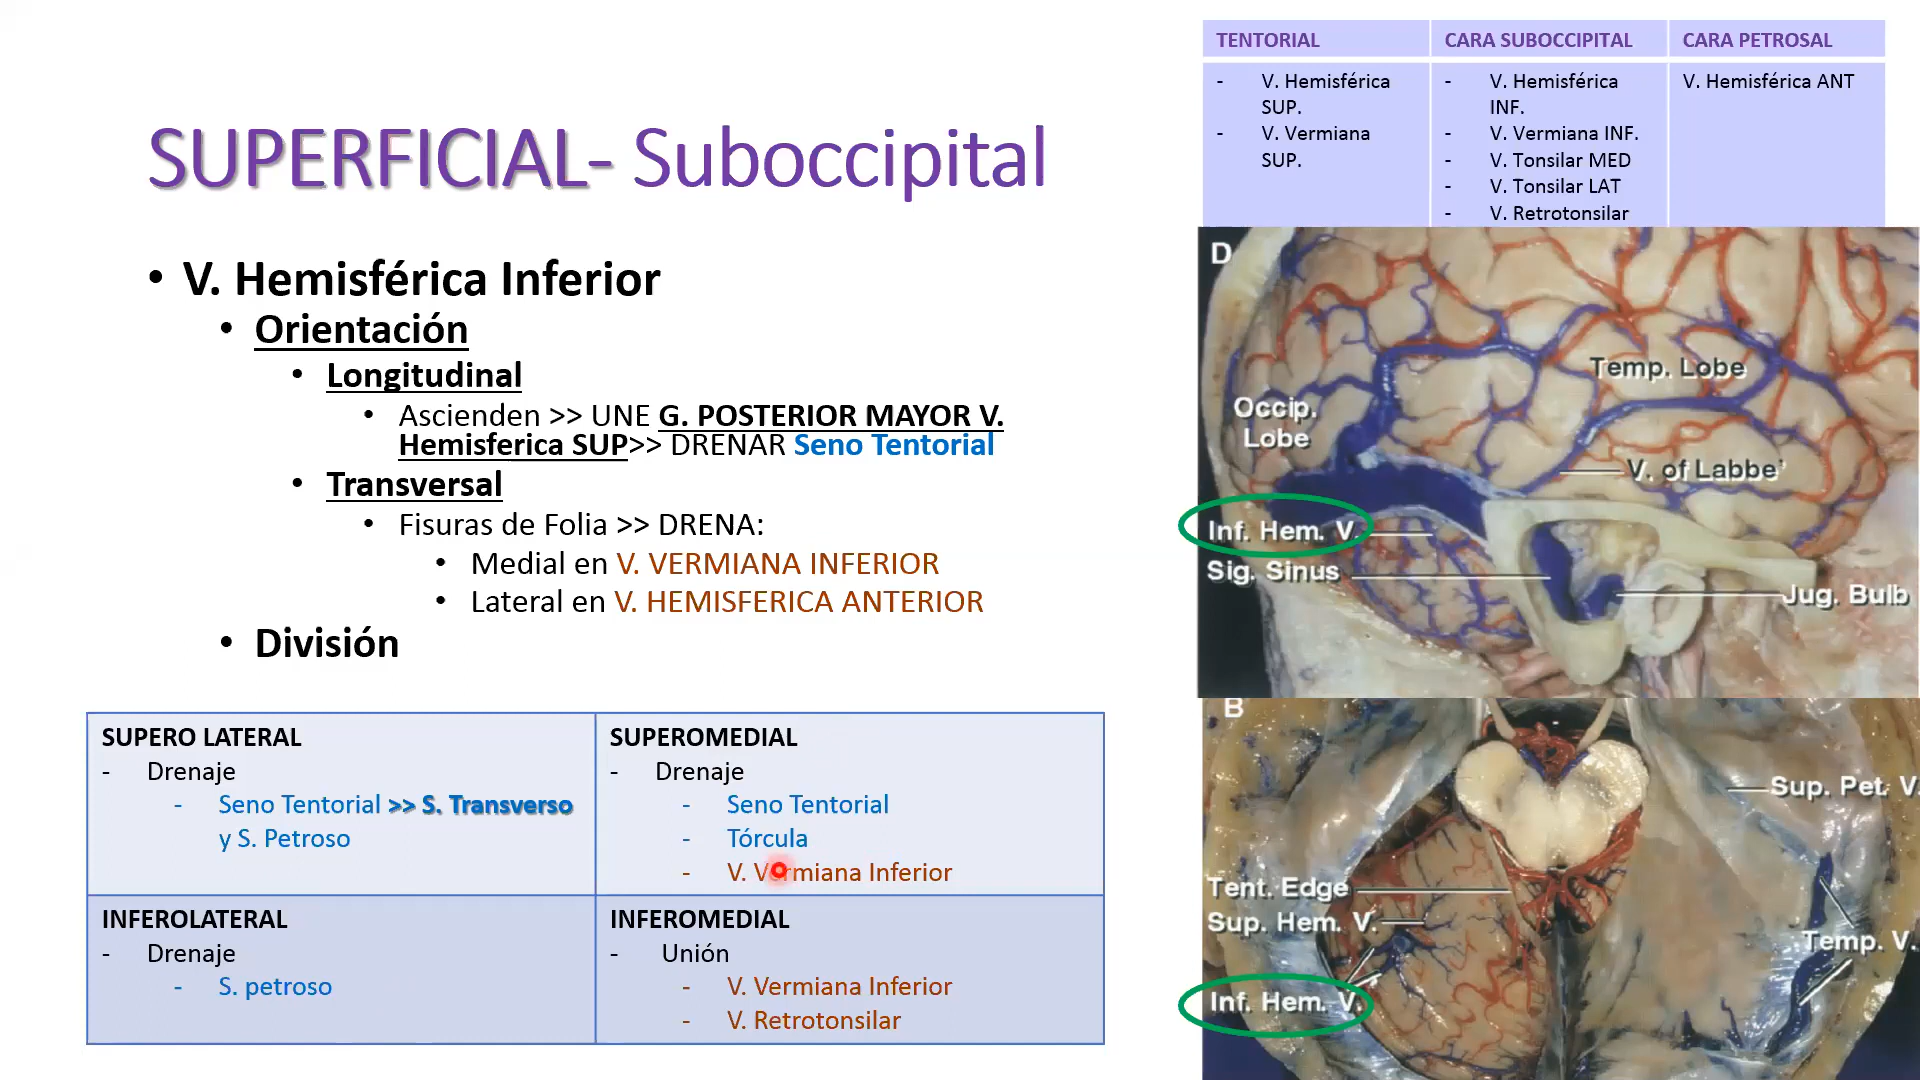 TENTORIAL
CARA SUBOCCIPITAL
CARA PETROSAL
- V. Hemisférica
SUP.
- V. Vermiana
SUP.
- V. Hemisférica
INF.
- V. Vermiana INF.
- V. Tonsilar MED
- V. Tonsilar LAT
- V. Retrotonsilar
V. Hemisférica ANT
SUPERFICIAL- Suboccipital
• V. Hemisférica Inferior
• Orientación
• Longitudinal
• Ascienden >> UNE G. POSTERIOR MAYOR V.
Hemisferica SUP>> DRENAR Seno Tentorial
• Transversal
• Fisuras de Folia >> DRENA:
• Medial en V. VERMIANA INFERIOR
• Lateral en V. HEMISFERICA ANTERIOR
• División
SUPERO LATERAL
- Drenaje
- Seno Tentorial >> S. Transverso
y S. Petroso
SUPEROMEDIAL
- Drenaje
- Seno Tentorial
- Tórcula
- V. Vermiana Inferior
INFEROLATERAL
- Drenaje
- S. petroso
INFEROMEDIAL
- Unión
- V. Vermiana Inferior
- V. Retrotonsilar
D
Temp. Lobe
Occip.
Lobe
V. of Labbe'
Inf. Hem. V.
Sig. Sinus
Jug. Bulb
B
Sup. Pet. V.
Tent. Edge
Sup. Hem. V.
Temp. V.
Inf. Hem. V.